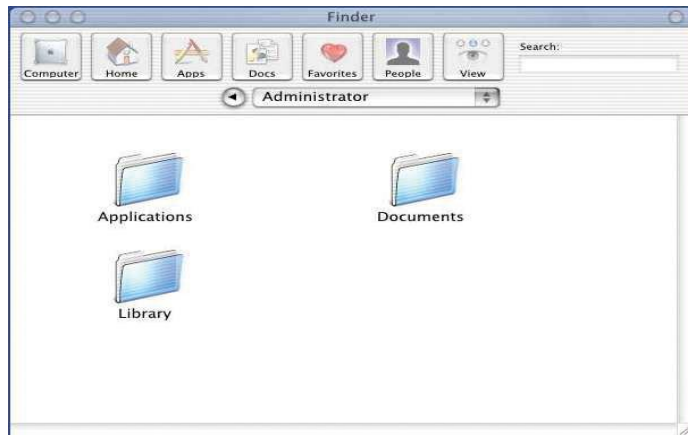 Finder
Computer Home Apps Docs Favorites People View Search:
Administrator
Applications Documents
Library